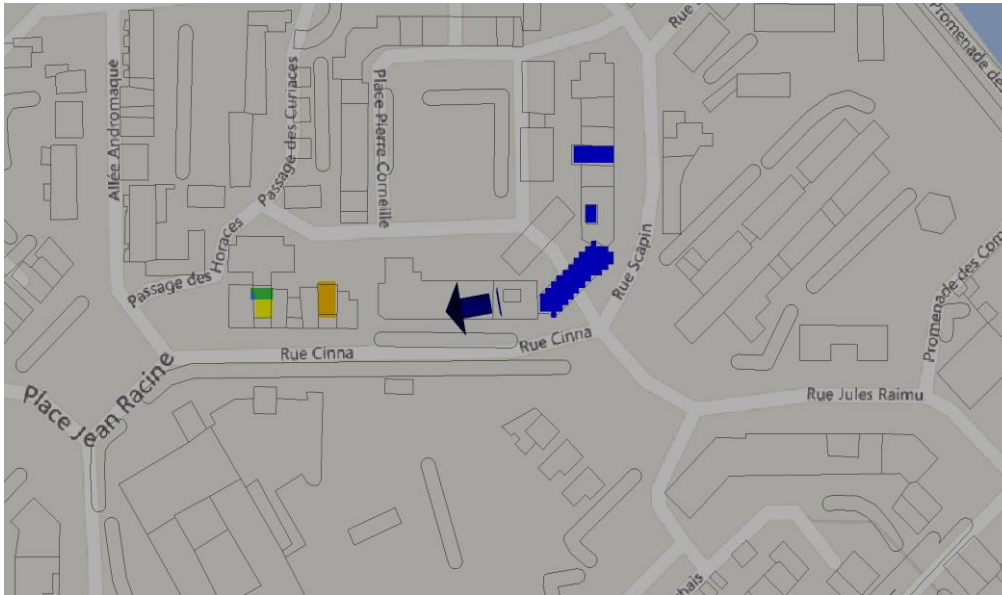 Rue
Promenade de
Allée Andromaque
Passage des Curiaces
Place Pierre Corneille
Passage des Horaces
Rue Scapin
Promenade des Com
Rue Cinna
Rue Cinna
Place Jean Racine
Rue Jules Raimu
bais